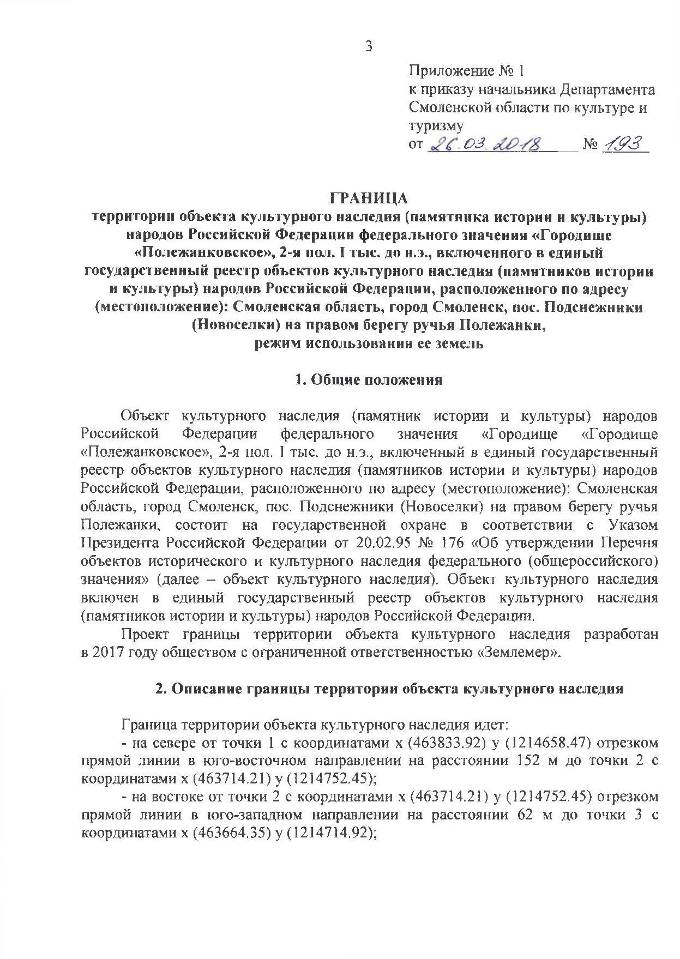 3
Приложение № 1
к приказу начальника Департамента
Смоленской области по культуре и
туризму
от 26.03.2018 № 193
ГРАНИЦА
территории объекта культурного наследия (памятника истории и культуры)
народов Российской Федерации федерального значения «Городище
«Полежанковское», 2-я пол. I тыс. до н.э., включенного в единый
государственный реестр объектов культурного наследия (памятников истории
и культуры) народов Российской Федерации, расположенного по адресу
(местоположение): Смоленская область, город Смоленск, пос. Подснежники
(Новоселки) на правом берегу ручья Полежанки,
режим использования ее земель
1. Общие положения
Объект культурного наследия (памятник истории и культуры) народов
Российской Федерации федерального значения «Городище «Городище
«Полежанковское», 2-я пол. I тыс. до н.э., включенный в единый государственный
реестр объектов культурного наследия (памятников истории и культуры) народов
Российской Федерации, расположенного по адресу (местоположение): Смоленская
область, город Смоленск, пос. Подснежники (Новоселки) на правом берегу ручья
Полежанки, состоит на государственной охране в соответствии с Указом
Президента Российской Федерации от 20.02.95 № 176 «Об утверждении Перечня
объектов исторического и культурного наследия федерального (общероссийского)
значения» (далее – объект культурного наследия). Объект культурного наследия
включен в единый государственный реестр объектов культурного наследия
(памятников истории и культуры) народов Российской Федерации.
Проект границы территории объекта культурного наследия разработан
в 2017 году обществом с ограниченной ответственностью «Землемер».
2. Описание границы территории объекта культурного наследия
Граница территории объекта культурного наследия идет:
- на севере от точки 1 с координатами x (463833.92) y (1214658.47) отрезком
прямой линии в юго-восточном направлении на расстоянии 152 м до точки 2 с
координатами x (463714.21) y (1214752.45);
- на востоке от точки 2 с координатами x (463714.21) y (1214752.45) отрезком
прямой линии в юго-западном направлении на расстоянии 62 м до точки 3 с
координатами x (463664.35) y (1214714.92);